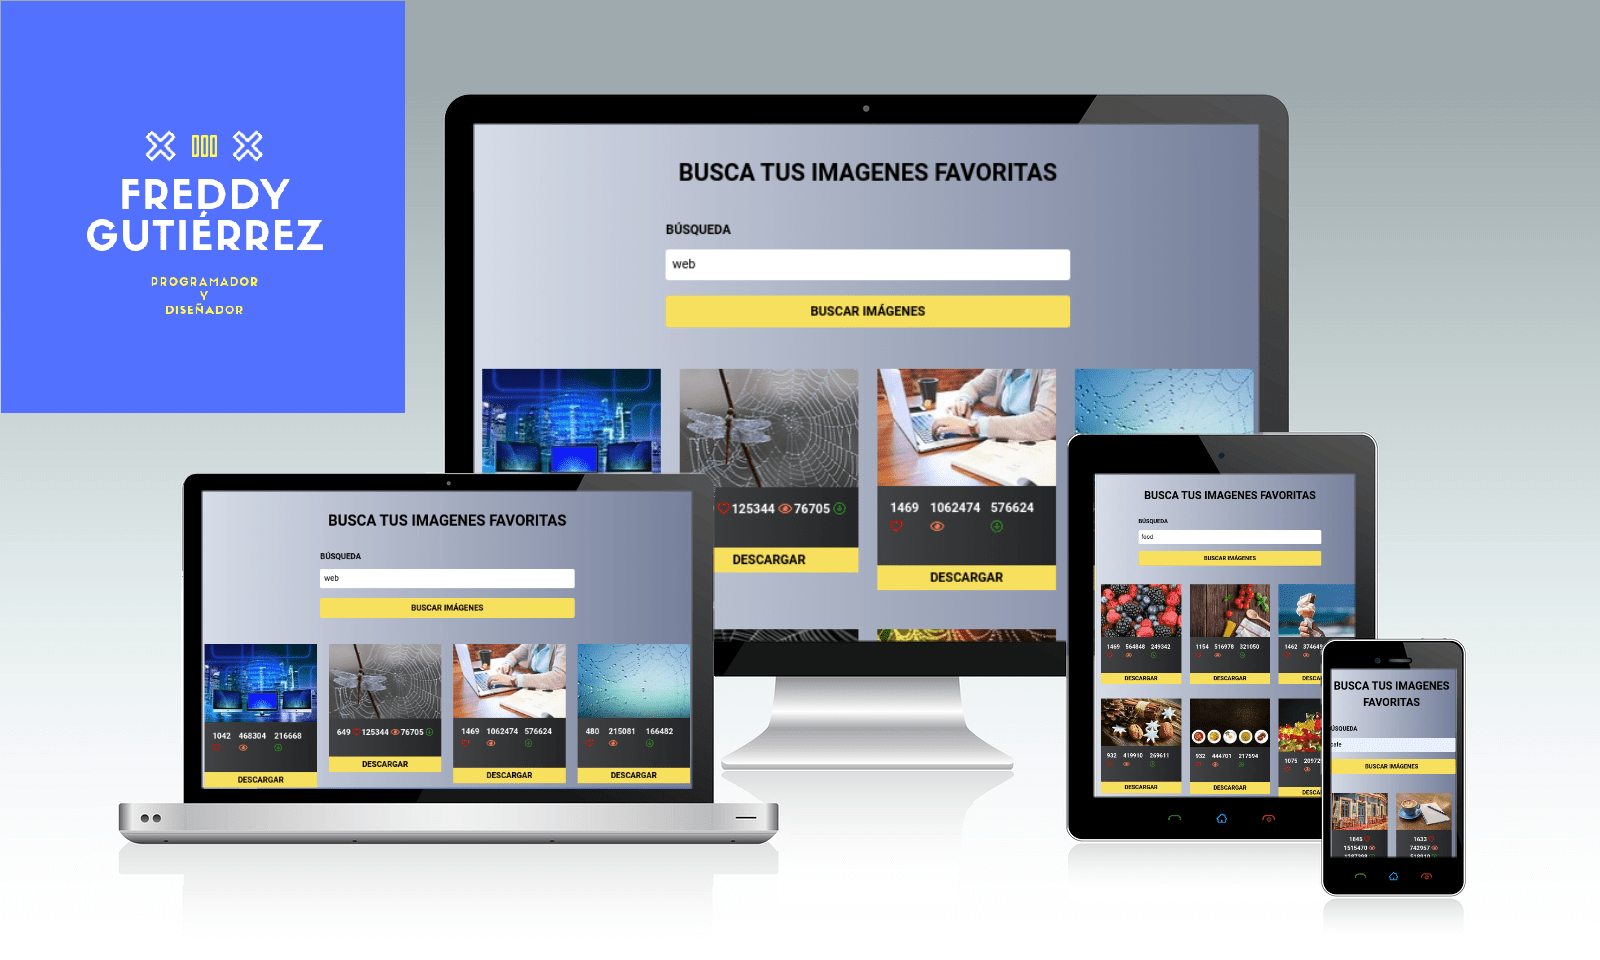 FREDDY
GUTIÉRREZ
PROGRAMADOR
Y
DISEÑADOR
BUSCA TUS IMAGENES FAVORITAS
BÚSQUEDA
web
BUSCAR IMÁGENES
125344 76705
1469 1062474 576624
DESCARGAR
DESCARGAR
BUSCA TUS IMAGENES FAVORITAS
BÚSQUEDA
web
BUSCAR IMÁGENES
1042 468304 216668
649 125344 76705
1469 1062474 576624
480 215081 166482
DESCARGAR
DESCARGAR
DESCARGAR
DESCARGAR
BUSCA TUS IMAGENES FAVORITAS
BÚSQUEDA
food
BUSCAR IMÁGENES
1469 564848 249342
1154 516978 321050
1462 374649
DESCARGAR
DESCARGAR
DESCA
932 419910 269611
932 444701 217594
1075 20972
DESCARGAR
DESCARGAR
DESCA
BUSCA TUS IMAGENES
FAVORITAS
ÚSQUEDA
cafe
BUSCAR IMÁGENES
1845
1515470
1633
742957